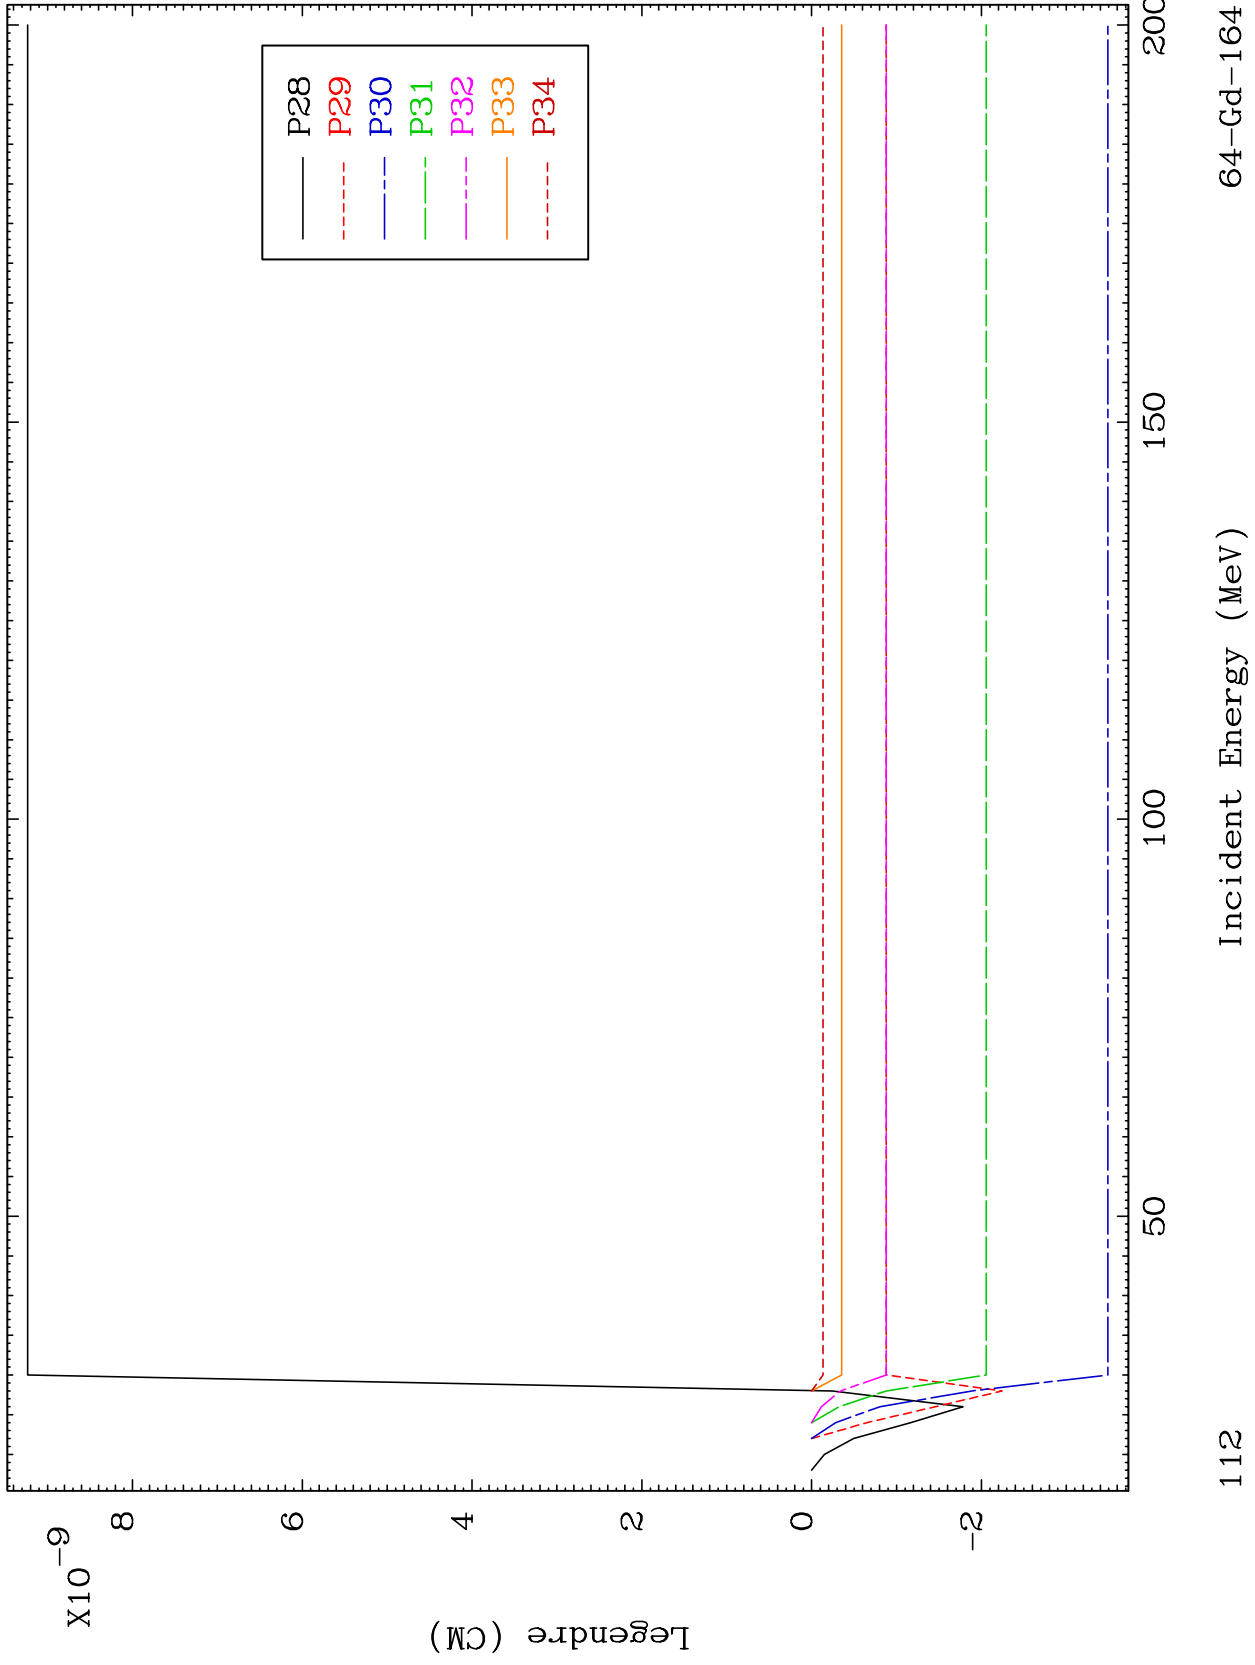 X10-9
8
6
4
2
0
-2
Legendre (CM)
P28
P29
P30
P31
P32
P33
P34
50
100
150
200
112
Incident Energy (MeV)
64-Gd-164